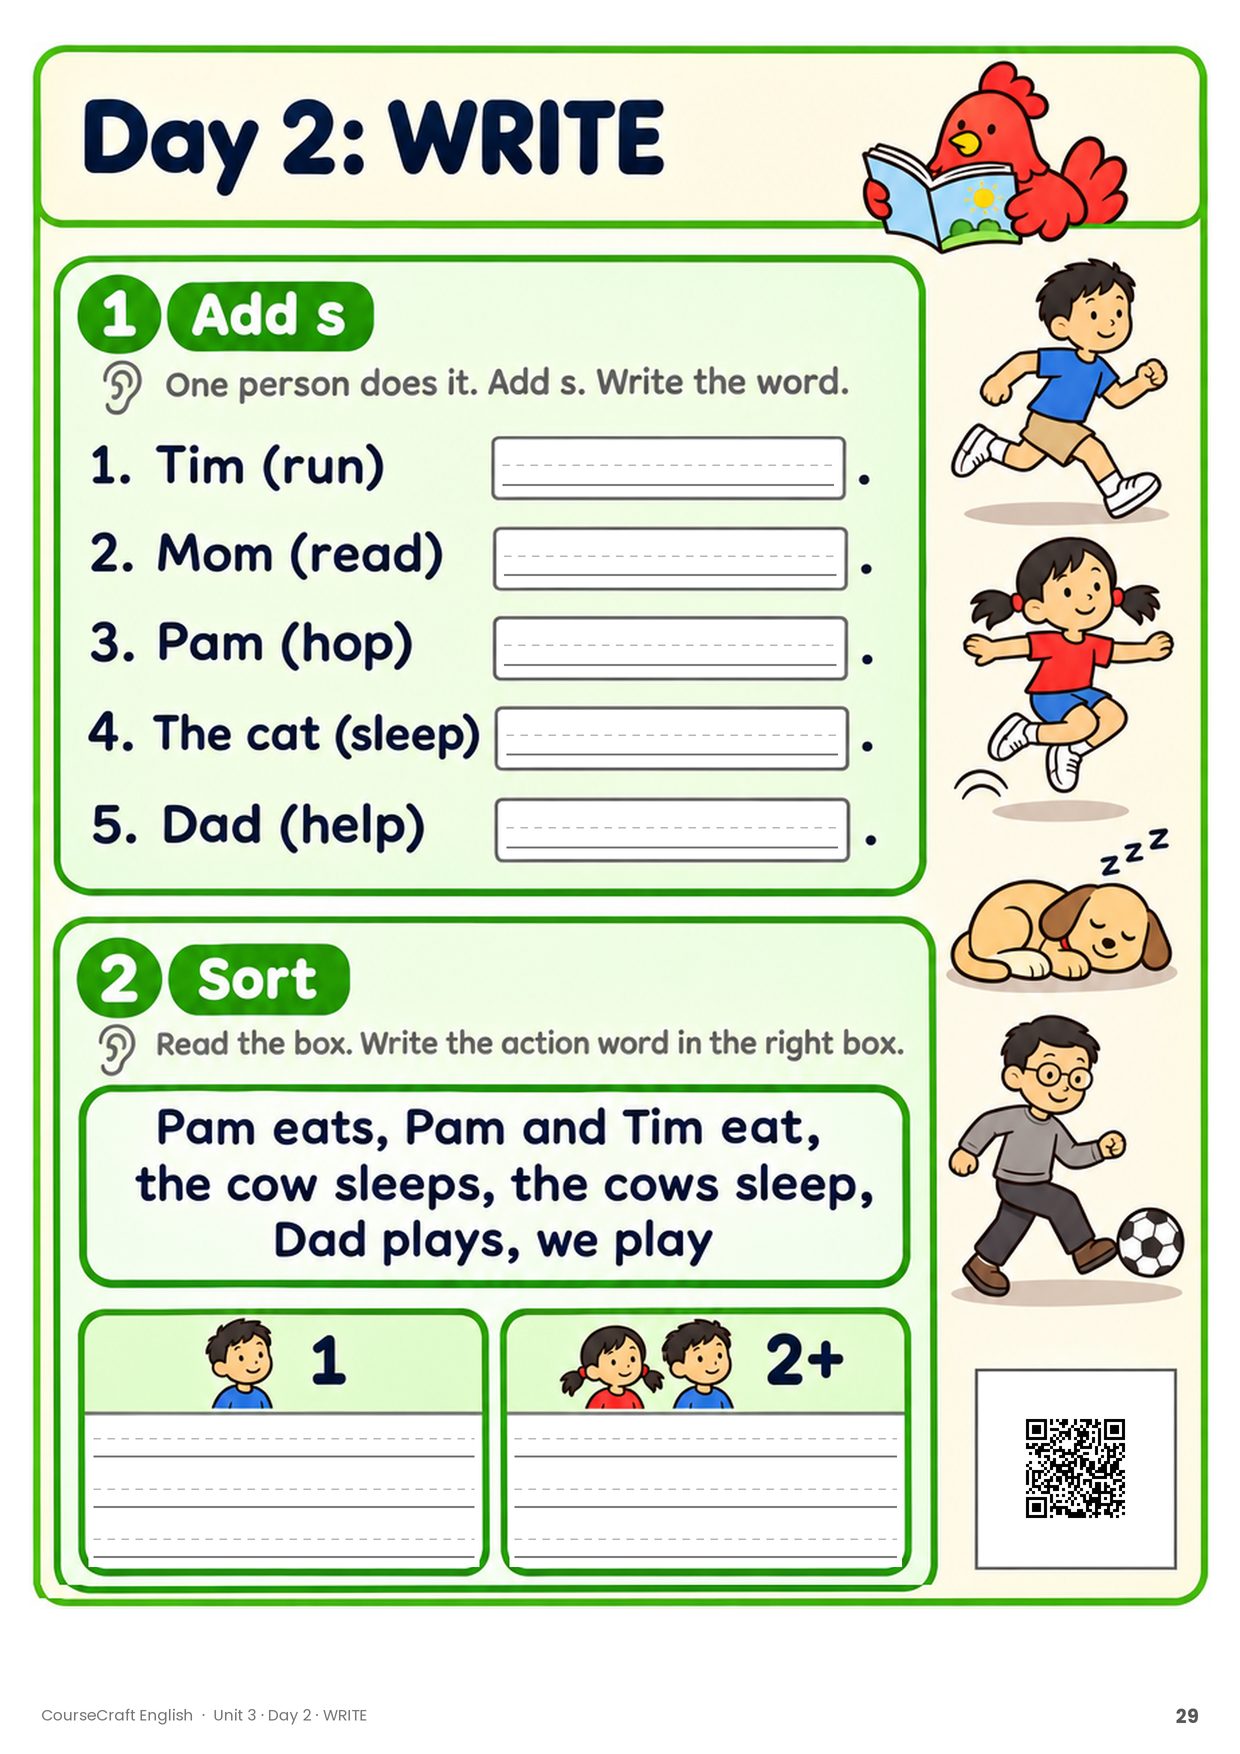 Day 2: WRITE
1 Add s
One person does it. Add s. Write the word.
1. Tim (run) .
2. Mom (read) .
3. Pam (hop) .
4. The cat (sleep) .
5. Dad (help) .
z z z
2 Sort
Read the box. Write the action word in the right box.
Pam eats, Pam and Tim eat,
the cow sleeps, the cows sleep,
Dad plays, we play
1
2+
CourseCraft English · Unit 3 · Day 2 · WRITE
29